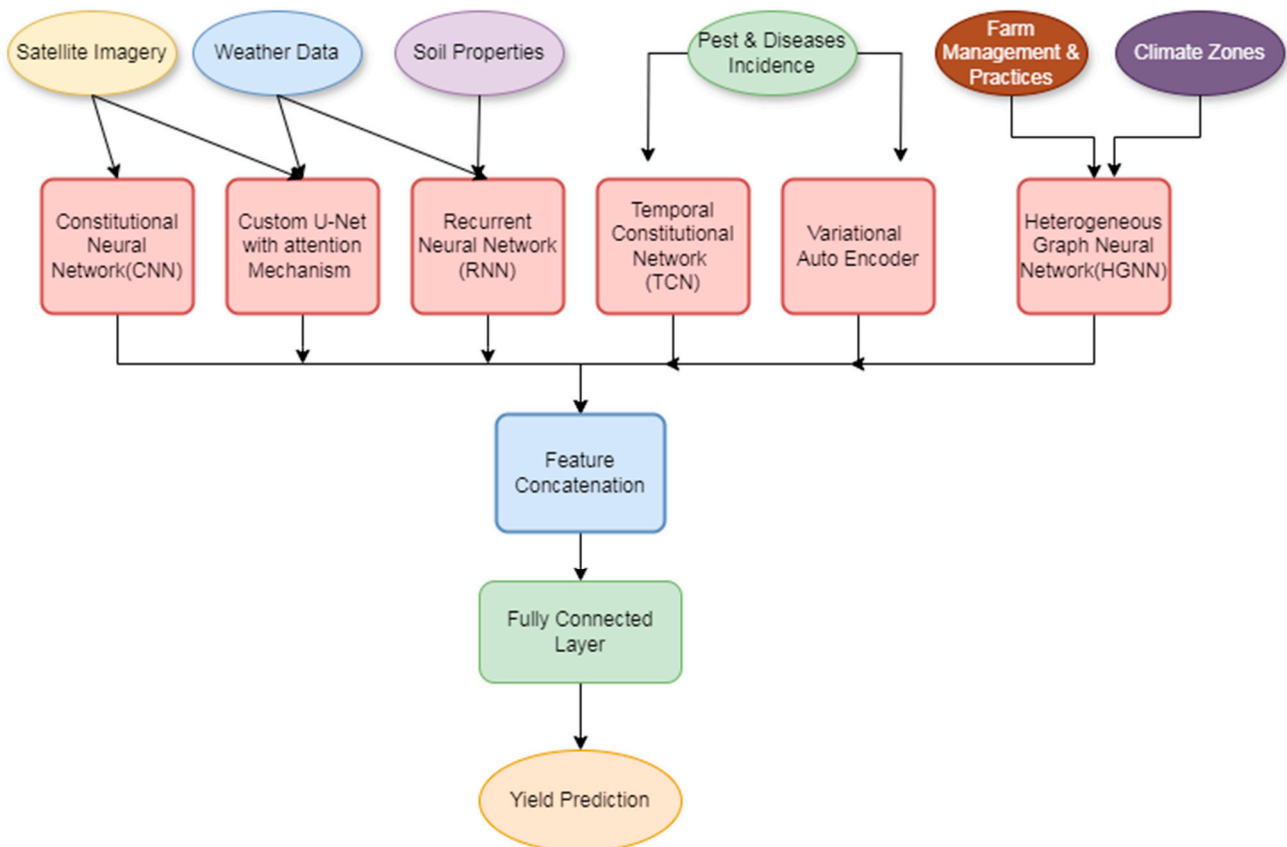 Satellite Imagery
Weather Data
Soil Properties
Pest & Diseases
Incidence
Farm
Management &
Practices
Climate Zones
Constitutional
Neural
Network(CNN)
Custom U-Net
with attention
Mechanism
Recurrent
Neural Network
(RNN)
Temporal
Constitutional
Network
(TCN)
Variational
Auto Encoder
Heterogeneous
Graph Neural
Network(HGNN)
Feature
Concatenation
Fully Connected
Layer
Yield Prediction